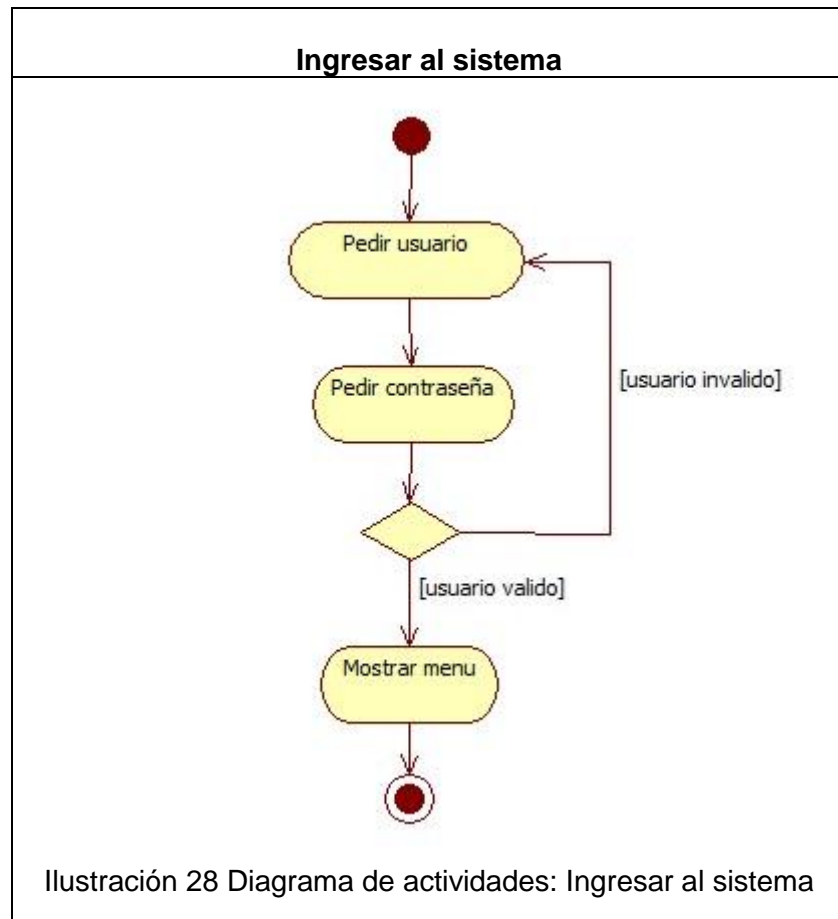 Ingresar al sistema
Pedir usuario
Pedir contraseña
[usuario invalido]
[usuario valido]
Mostrar menu
Ilustración 28 Diagrama de actividades: Ingresar al sistema